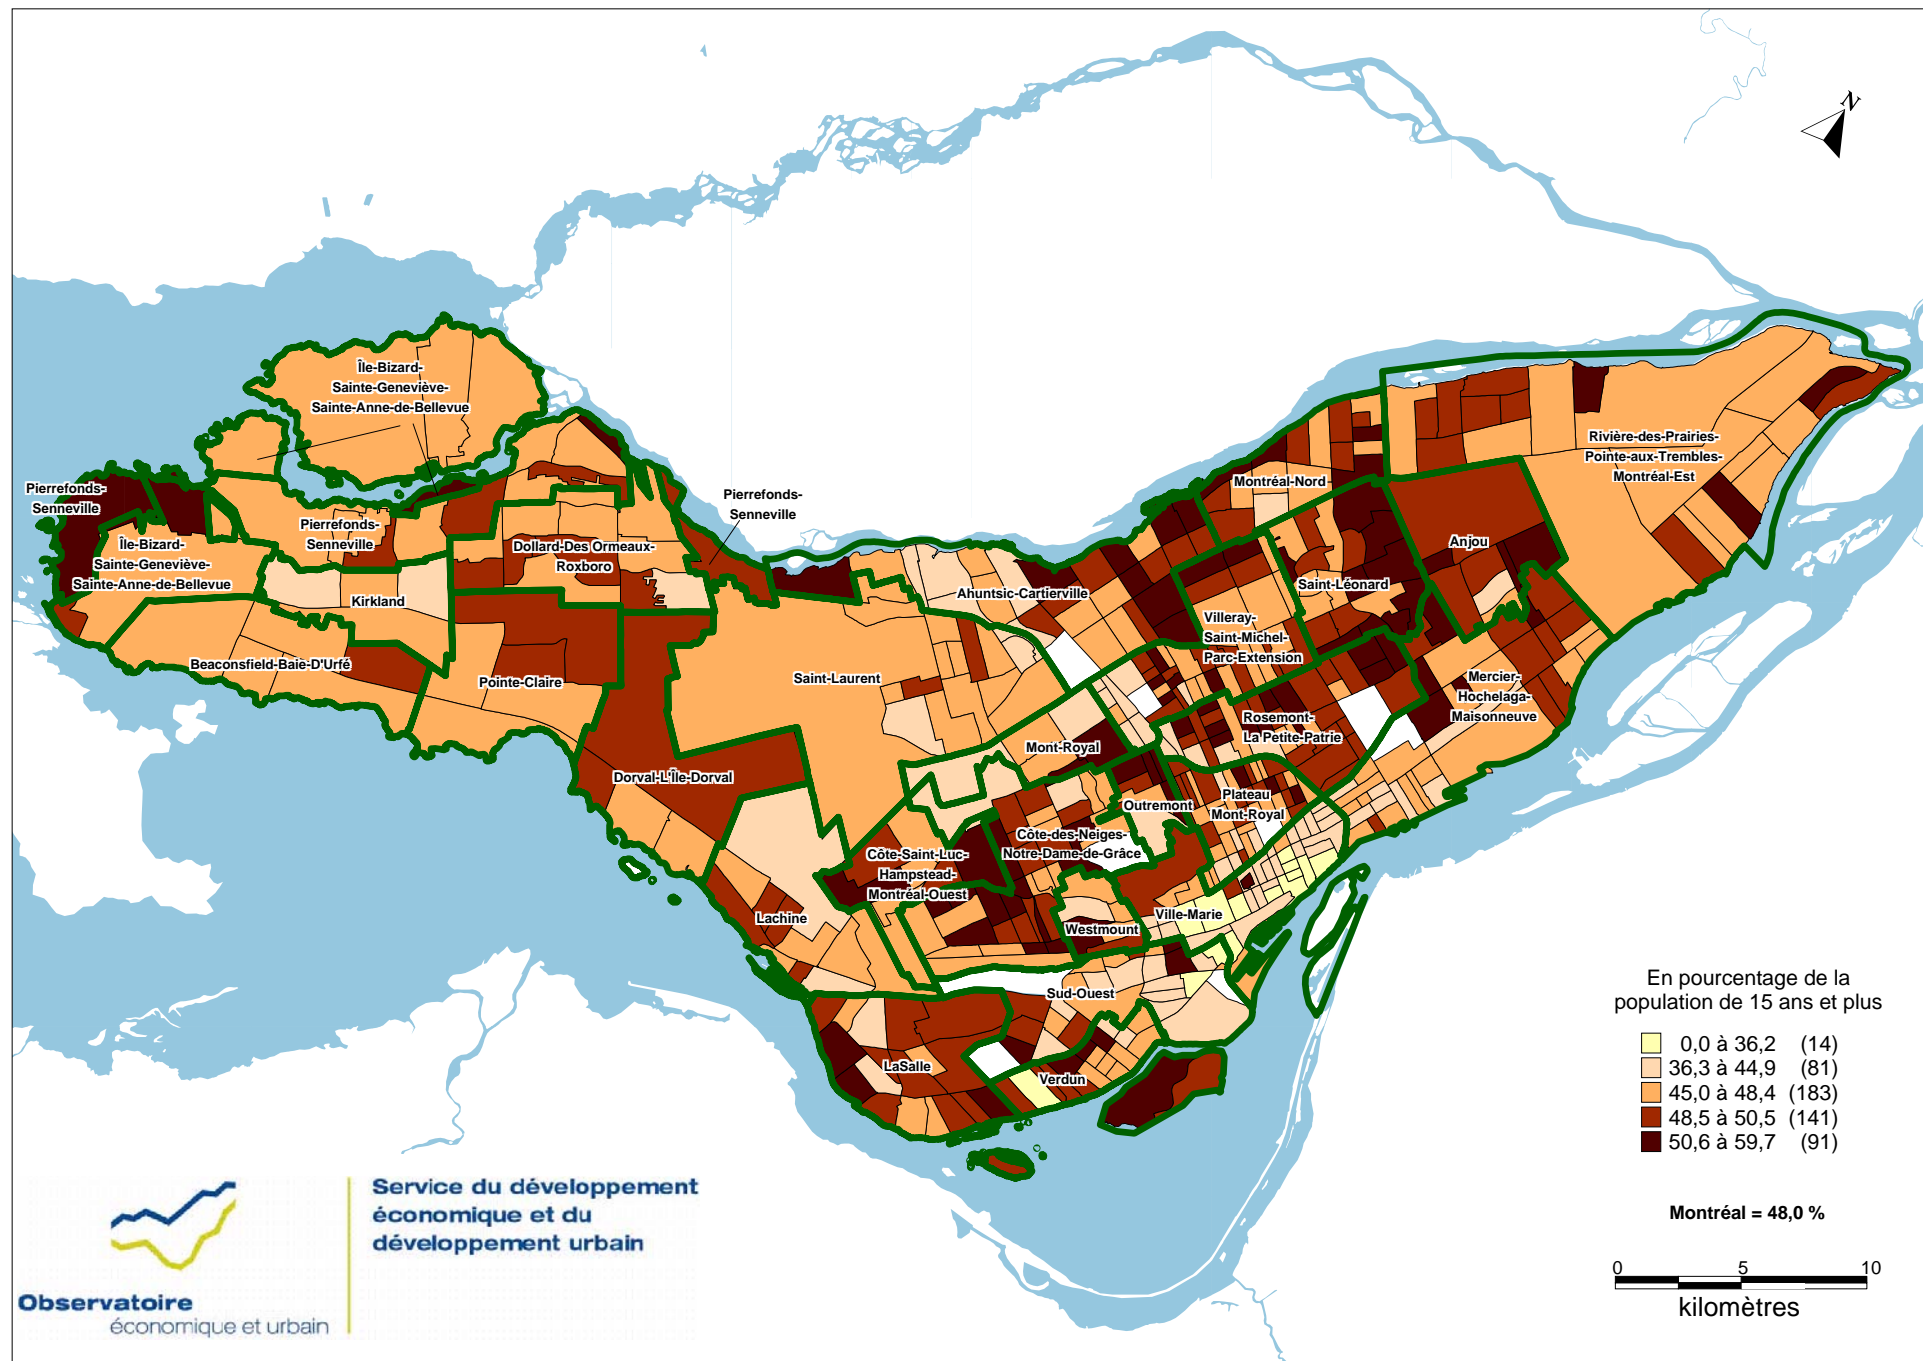 N
Île-Bizard-
Sainte-Geneviève-
Sainte-Anne-de-Bellevue
Pierrefonds-
Senneville
Île-Bizard-
Sainte-Geneviève-
Sainte-Anne-de-Bellevue
Pierrefonds-
Senneville
Kirkland
Beaconsfield-Baie-D'Urfé
Dollard-Des Ormeaux-
Roxboro
Pierrefonds-
Senneville
Pointe-Claire
Dorval-L'Île-Dorval
Saint-Laurent
Ahuntsic-Cartierville
Montréal-Nord
Rivière-des-Prairies-
Pointe-aux-Trembles-
Montréal-Est
Anjou
Saint-Léonard
Villeray-
Saint-Michel-
Parc-Extension
Mercier-
Hochelaga-
Maisonneuve
Rosemont-
La Petite-Patrie
Mont-Royal
Plateau
Mont-Royal
Outremont
Côte-des-Neiges-
Notre-Dame-de-Grâce
Côte-Saint-Luc-
Hampstead-
Montréal-Ouest
Lachine
Westmount
Ville-Marie
Sud-Ouest
LaSalle
Verdun
En pourcentage de la
population de 15 ans et plus
0,0 à 36,2 (14)
36,3 à 44,9 (81)
45,0 à 48,4 (183)
48,5 à 50,5 (141)
50,6 à 59,7 (91)
Montréal = 48,0 %
0 5 10
kilomètres
Service du développement
économique et du
développement urbain
Observatoire
économique et urbain